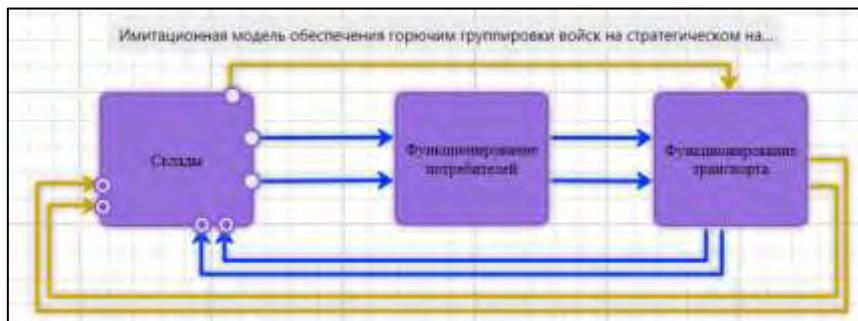 Имитационная модель обеспечения горючим группировки войск на стратегическом на...
Склады
Функционирование
потребителей
Функционирование
транспорта